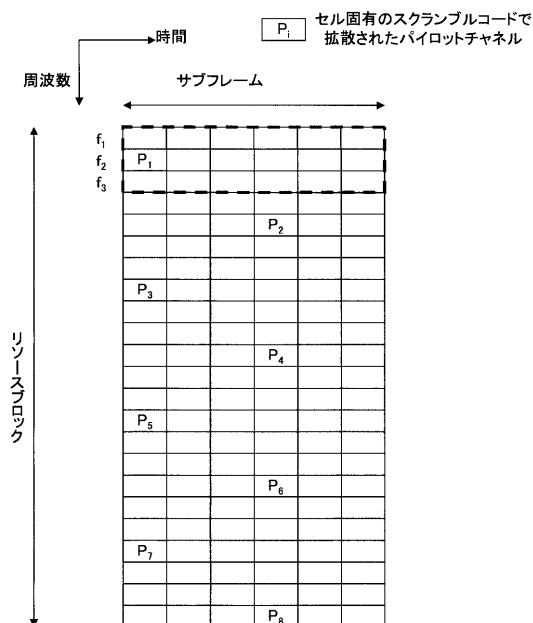 セル固有のスクランブルコードで
拡散されたパイロットチャネル
Pi
時間
周波数
サブフレーム
f1
f2
f3
P1
P2
P3
P4
P5
P6
P7
P8
リソースブロック